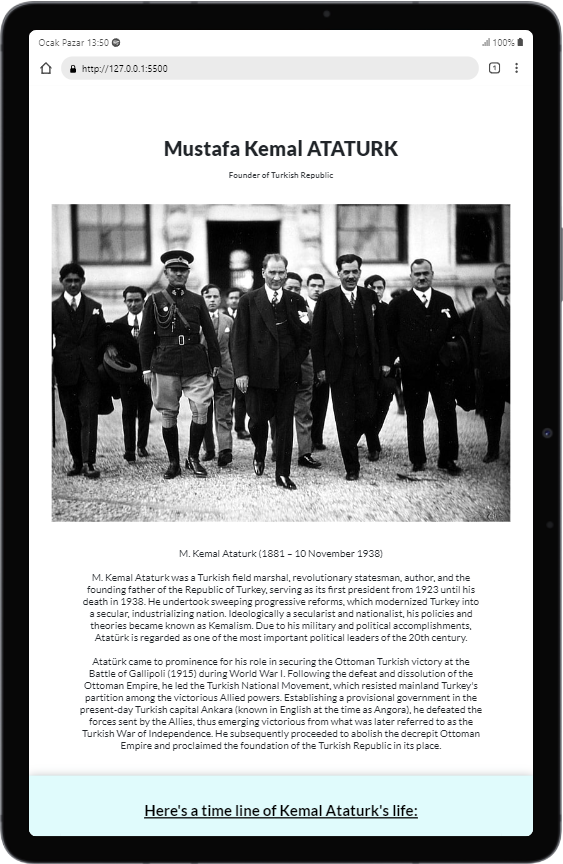 Ocak Pazar 13:50
100%
http://127.0.0.1:5500
1
Mustafa Kemal ATATURK
Founder of Turkish Republic
M. Kemal Ataturk (1881 – 10 November 1938)
M. Kemal Ataturk was a Turkish field marshal, revolutionary statesman, author, and the
founding father of the Republic of Turkey, serving as its first president from 1923 until his
death in 1938. He undertook sweeping progressive reforms, which modernized Turkey into
a secular, industrializing nation. Ideologically a secularist and nationalist, his policies and
theories became known as Kemalism. Due to his military and political accomplishments,
Atatürk is regarded as one of the most important political leaders of the 20th century.
Atatürk came to prominence for his role in securing the Ottoman Turkish victory at the
Battle of Gallipoli (1915) during World War I. Following the defeat and dissolution of the
Ottoman Empire, he led the Turkish National Movement, which resisted mainland Turkey's
partition among the victorious Allied powers. Establishing a provisional government in the
present-day Turkish capital Ankara (known in English at the time as Angora), he defeated the
forces sent by the Allies, thus emerging victorious from what was later referred to as the
Turkish War of Independence. He subsequently proceeded to abolish the decrepit Ottoman
Empire and proclaimed the foundation of the Turkish Republic in its place.
Here's a time line of Kemal Ataturk's life: